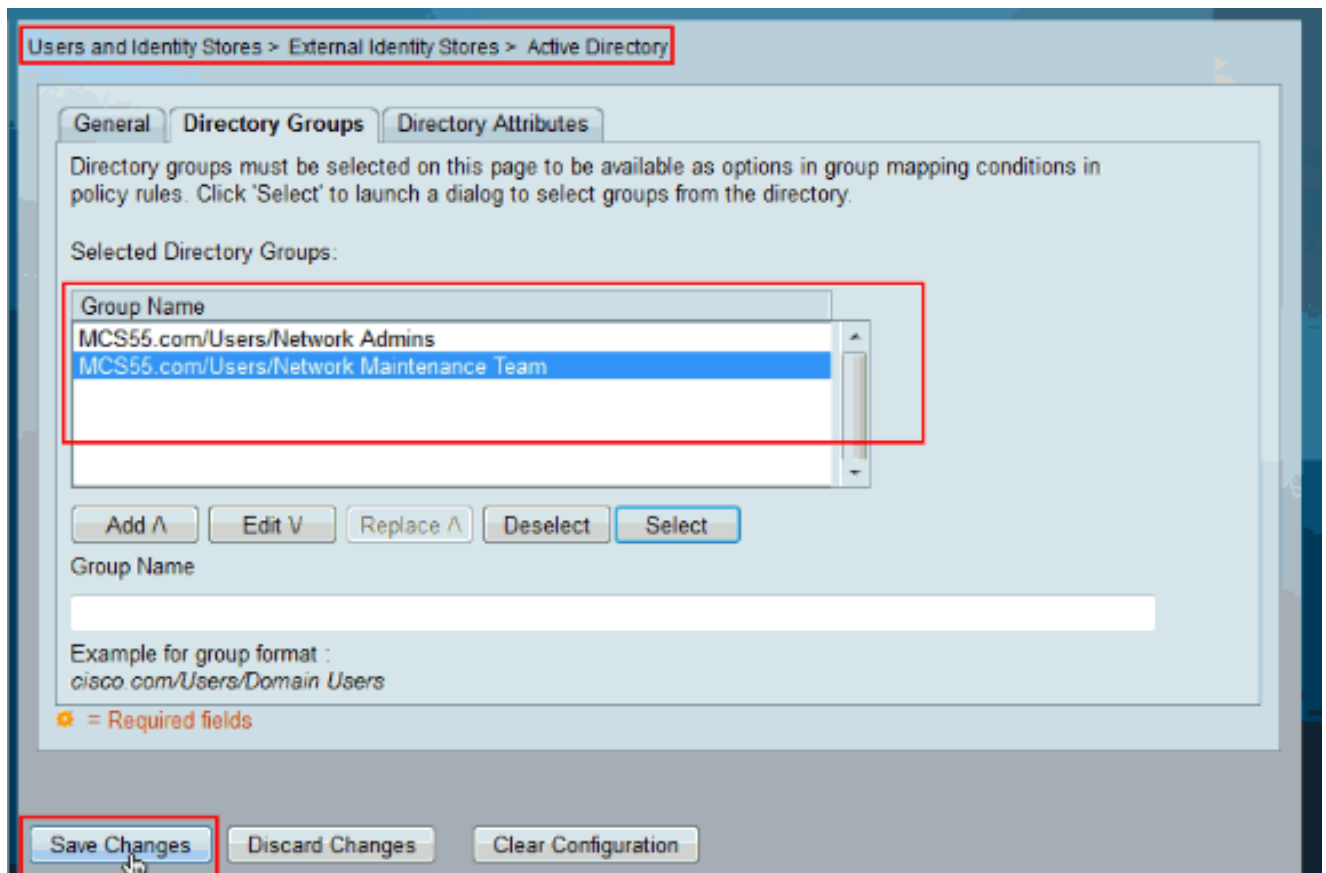 Users and Identity Stores > External Identity Stores > Active Directory
General Directory Groups Directory Attributes
Directory groups must be selected on this page to be available as options in group mapping conditions in
policy rules. Click 'Select' to launch a dialog to select groups from the directory.
Selected Directory Groups:
Group Name
MCS55.com/Users/Network Admins
MCS55.com/Users/Network Maintenance Team
Add /\ Edit \/ Replace /\ Deselect Select
Group Name
Example for group format :
cisco.com/Users/Domain Users
= Required fields
Save Changes Discard Changes Clear Configuration